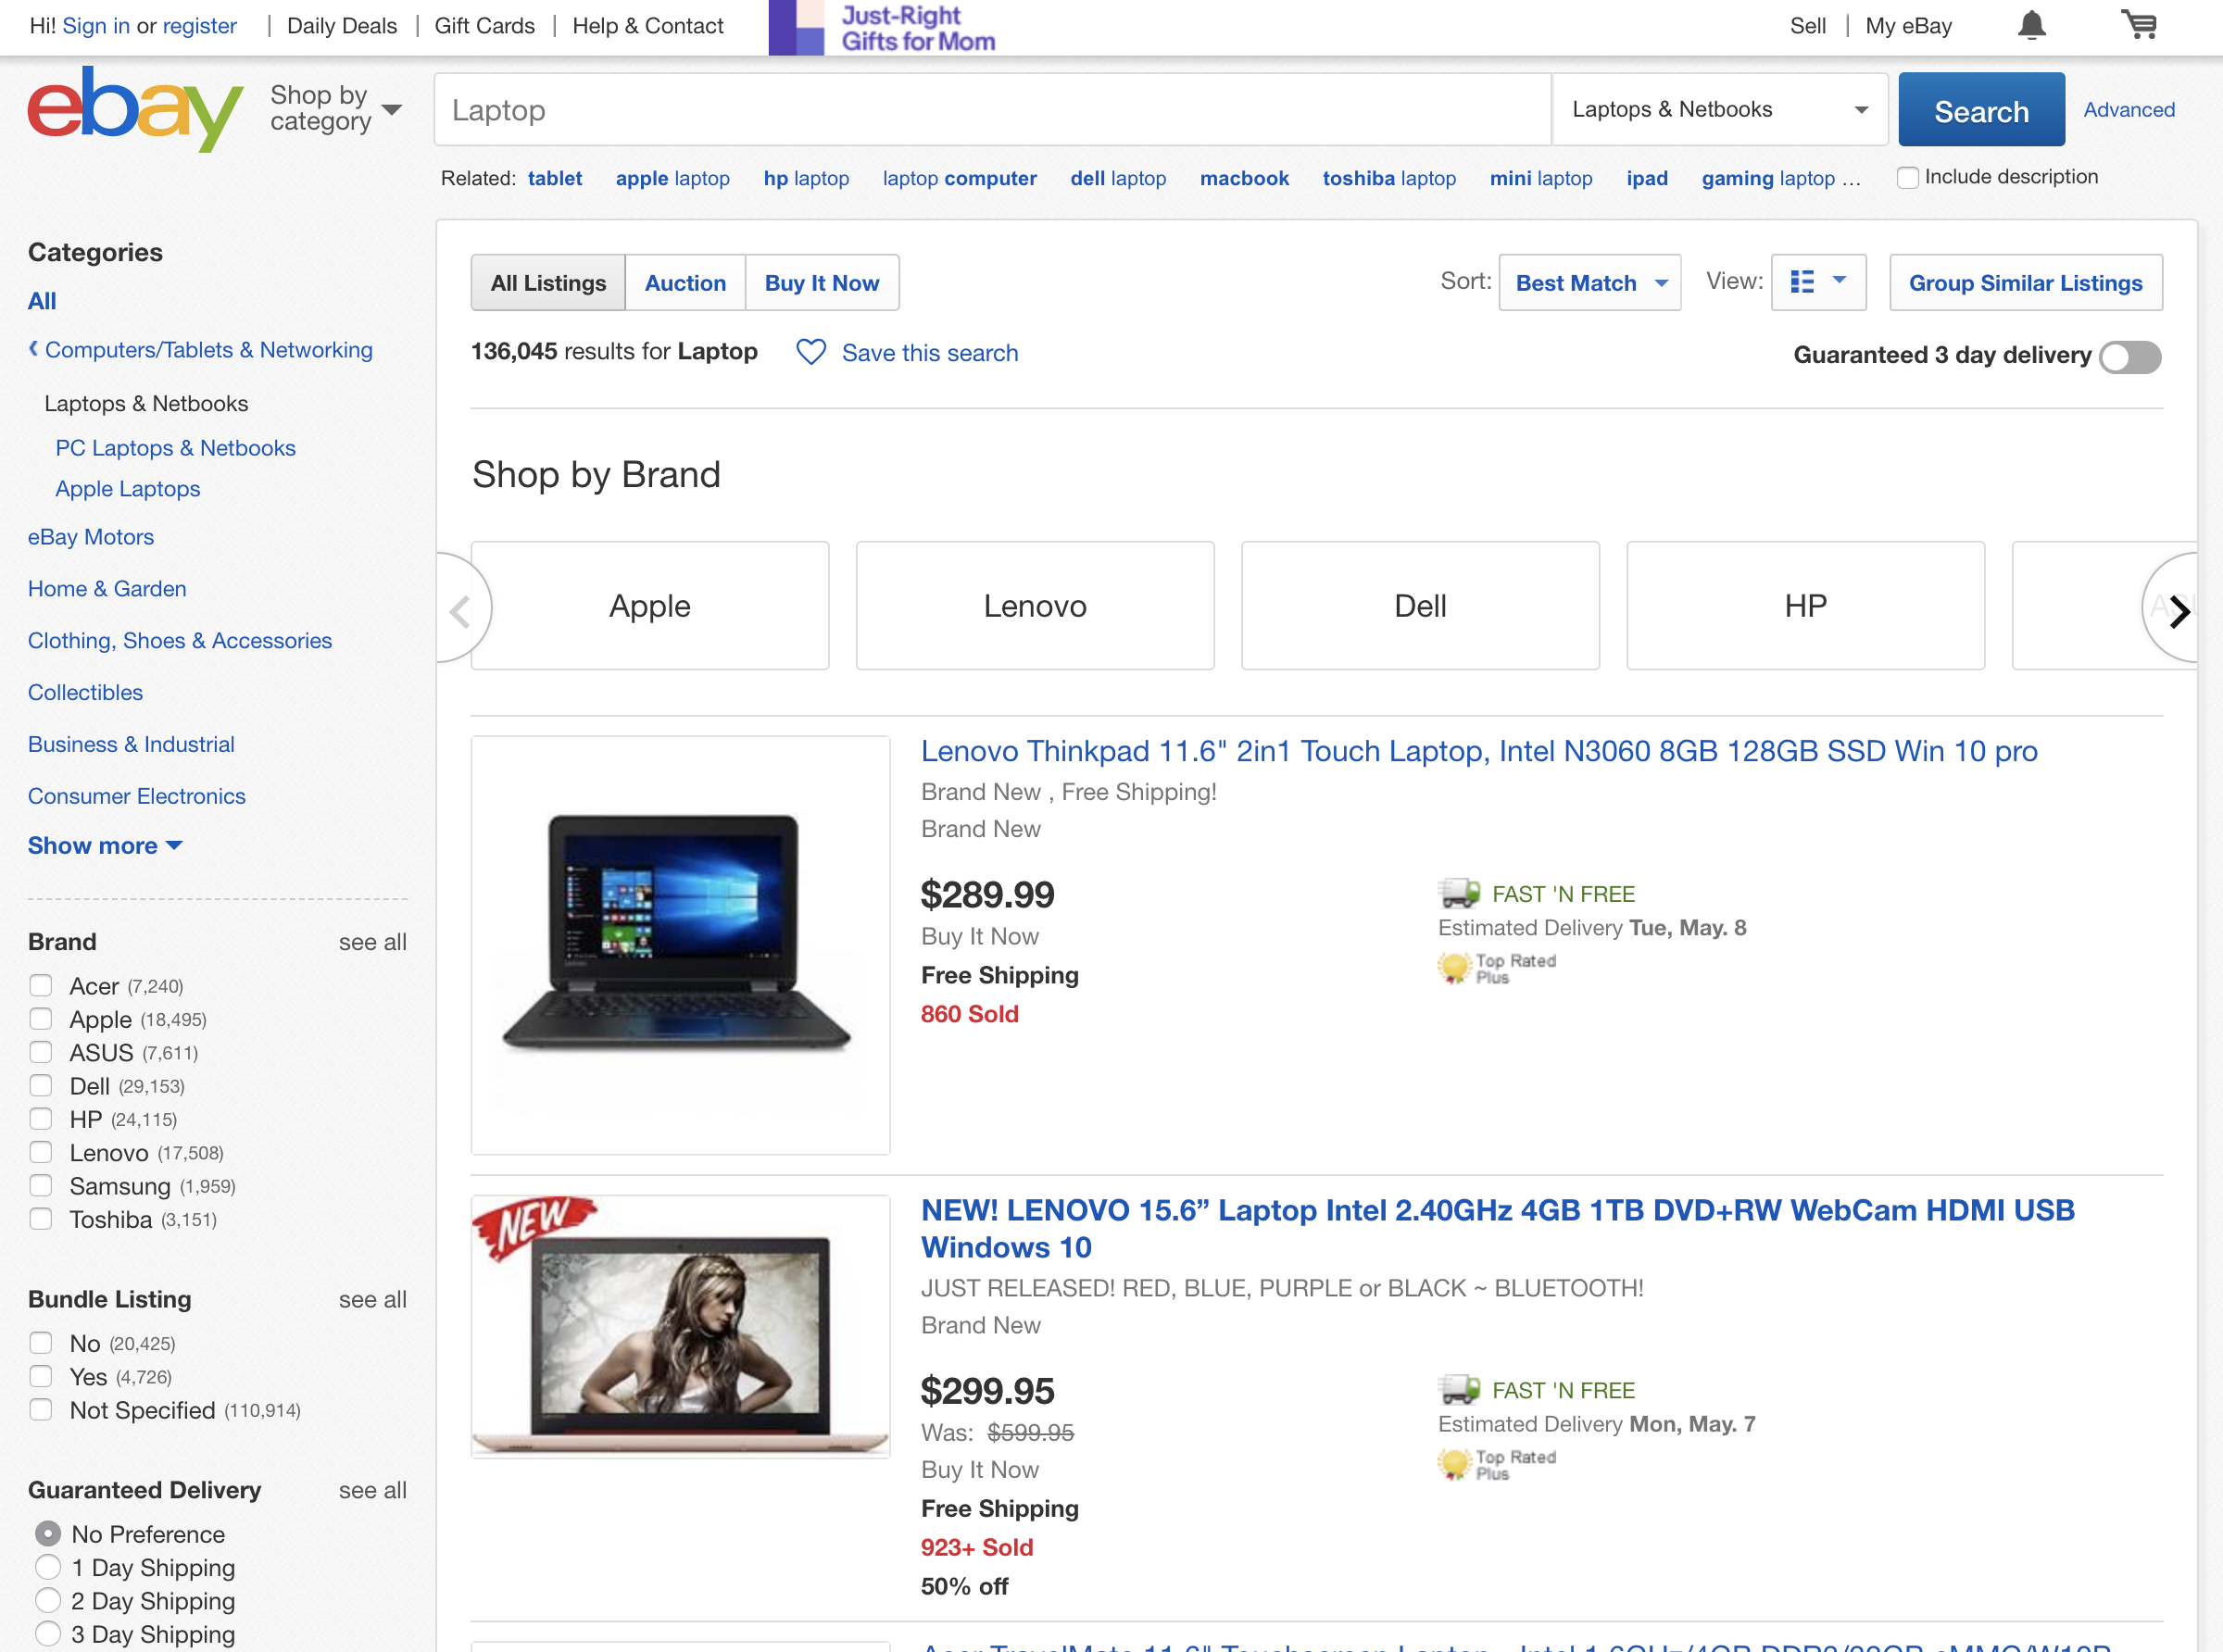 Hi! Sign in or register | Daily Deals | Gift Cards | Help & Contact
Just-Right
Gifts for Mom
Sell | My eBay
ebay
Shop by
category
Laptop
Laptops & Netbooks
Search
Advanced
Related: tablet apple laptop hp laptop laptop computer dell laptop macbook toshiba laptop mini laptop ipad gaming laptop ...
Include description
Categories
All
Computers/Tablets & Networking
Laptops & Netbooks
PC Laptops & Netbooks
Apple Laptops
eBay Motors
Home & Garden
Clothing, Shoes & Accessories
Collectibles
Business & Industrial
Consumer Electronics
Show more
Brand see all
Acer (7,240)
Apple (18,495)
ASUS (7,611)
Dell (29,153)
HP (24,115)
Lenovo (17,508)
Samsung (1,959)
Toshiba (3,151)
Bundle Listing see all
No (20,425)
Yes (4,726)
Not Specified (110,914)
Guaranteed Delivery see all
No Preference
1 Day Shipping
2 Day Shipping
3 Day Shipping
All Listings Auction Buy It Now
Sort: Best Match View: Group Similar Listings
136,045 results for Laptop Save this search
Guaranteed 3 day delivery
Shop by Brand
Apple Lenovo Dell HP
Lenovo Thinkpad 11.6" 2in1 Touch Laptop, Intel N3060 8GB 128GB SSD Win 10 pro
Brand New , Free Shipping!
Brand New
$289.99
Buy It Now
Free Shipping
860 Sold
FAST 'N FREE
Estimated Delivery Tue, May. 8
Top Rated
Plus
NEW
NEW! LENOVO 15.6” Laptop Intel 2.40GHz 4GB 1TB DVD+RW WebCam HDMI USB
Windows 10
JUST RELEASED! RED, BLUE, PURPLE or BLACK ~ BLUETOOTH!
Brand New
$299.95
Was: $599.95
Buy It Now
Free Shipping
923+ Sold
50% off
FAST 'N FREE
Estimated Delivery Mon, May. 7
Top Rated
Plus